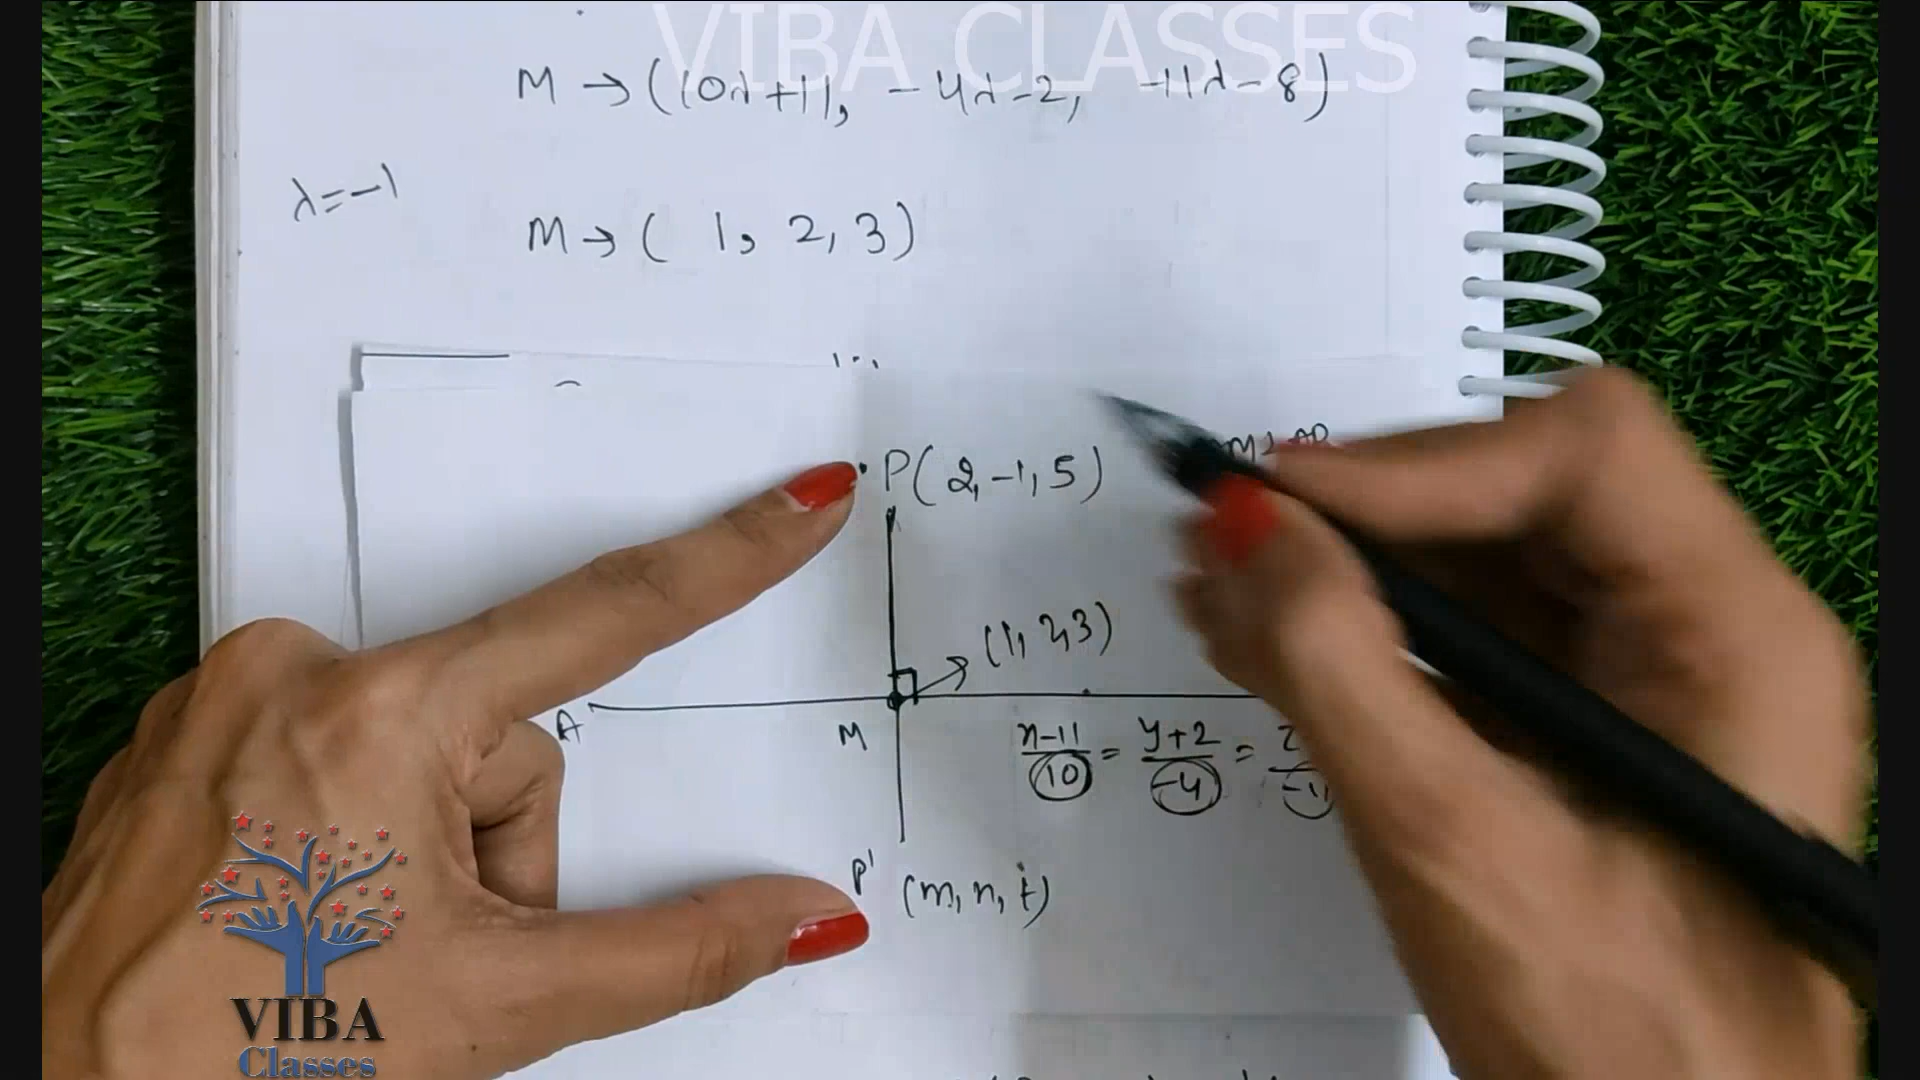 VIBA CLASSES
M → (10λ+11, -4λ-2, -11λ-8)
λ=-1
M → ( 1, 2, 3)
P(2,-1,5)
(1, 2,3)
A
M
x-11/10 = y+2/-4 = z
-11
P' (m, n, t)
VIBA
Classes